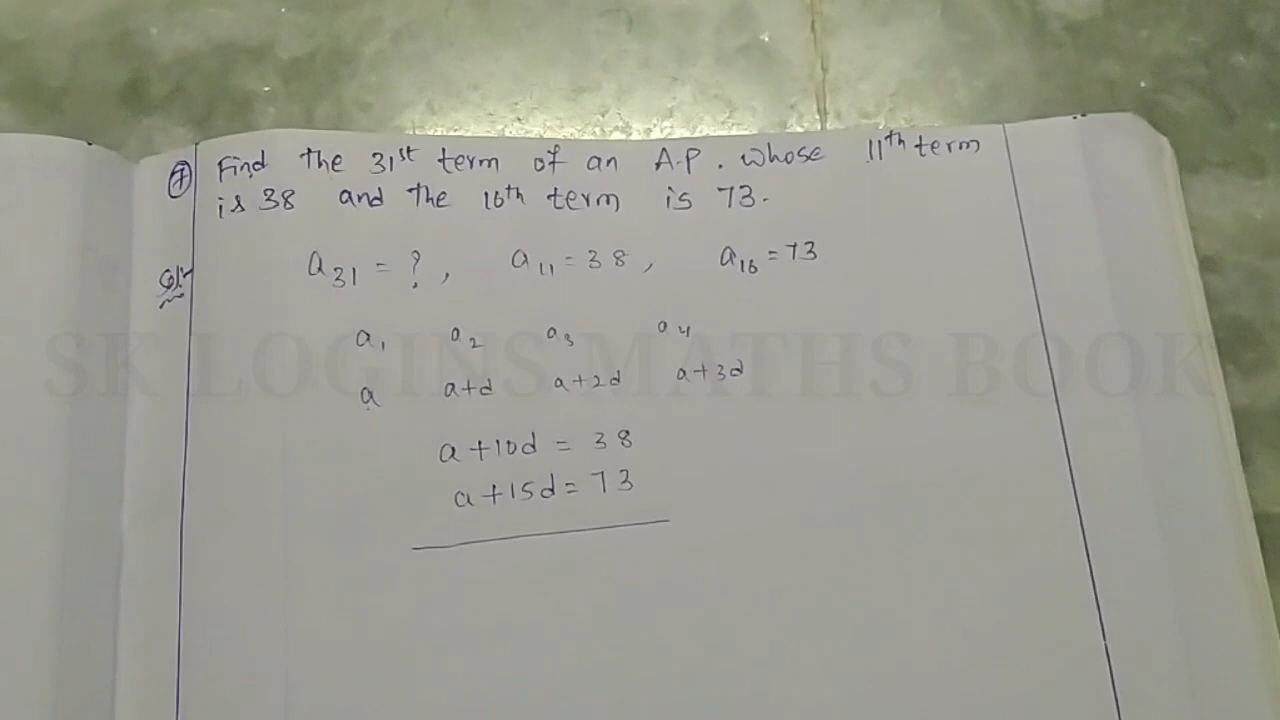 7 Find the 31st term of an A.P. whose 11th term
is 38 and the 16th term is 73.
Sol:-
a31 = ?, a11 = 38, a16 = 73
a1 a2 a3 a4
a a+d a+2d a+3d
SK LOGINS MATHS BOOK
a+10d = 38
a+15d = 73